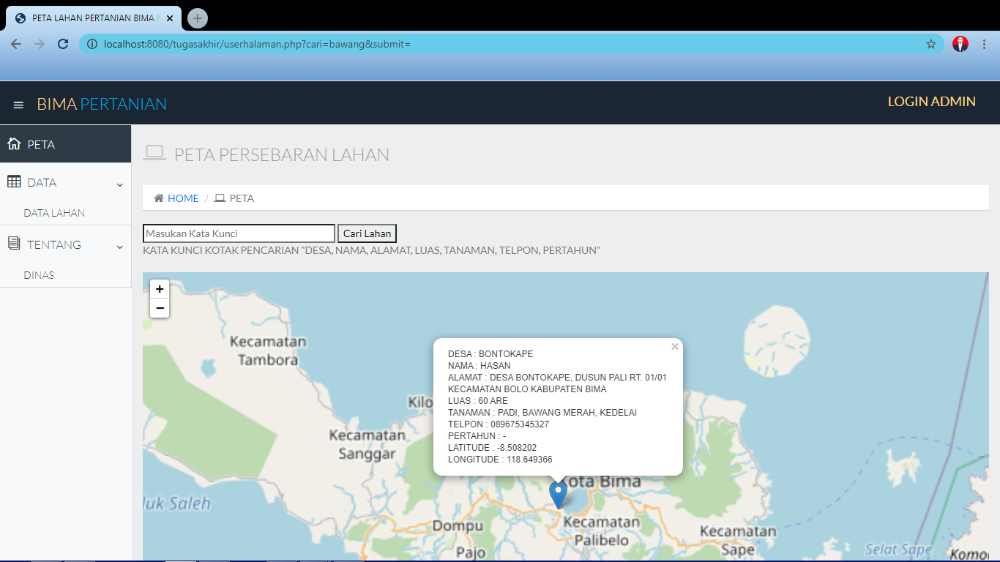 PETA LAHAN PERTANIAN BIMA
localhost:8080/tugasakhir/userhalaman.php?cari=bawang&submit=
BIMA PERTANIAN
LOGIN ADMIN
PETA
DATA
DATA LAHAN
TENTANG
DINAS
PETA PERSEBARAN LAHAN
HOME / PETA
Masukan Kata Kunci
Cari Lahan
KATA KUNCI KOTAK PENCARIAN "DESA, NAMA, ALAMAT, LUAS, TANAMAN, TELPON, PERTAHUN"
+
−
Kecamatan
Tambora
DESA : BONTOKAPE
NAMA : HASAN
ALAMAT : DESA BONTOKAPE, DUSUN PALI RT. 01/01
KECAMATAN BOLO KABUPATEN BIMA
LUAS : 60 ARE
TANAMAN : PADI, BAWANG MERAH, KEDELAI
TELPON : 089675345327
PERTAHUN : -
LATITUDE : -8.508202
LONGITUDE : 118.649366
Kilo
Kecamatan
Sanggar
Kota Bima
luk Saleh
Dompu
Pajo
Kecamatan
Palibelo
Kecamatan
Sape
Selat Sape
Komo